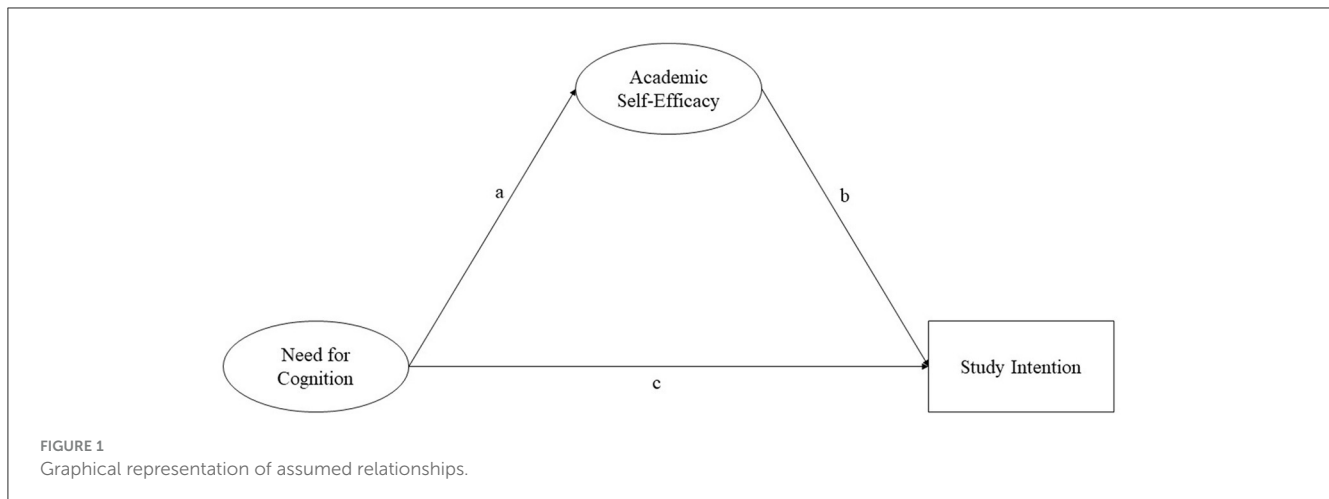 Academic
Self-Efficacy
a
b
Need for
Cognition
c
Study Intention
FIGURE 1
Graphical representation of assumed relationships.